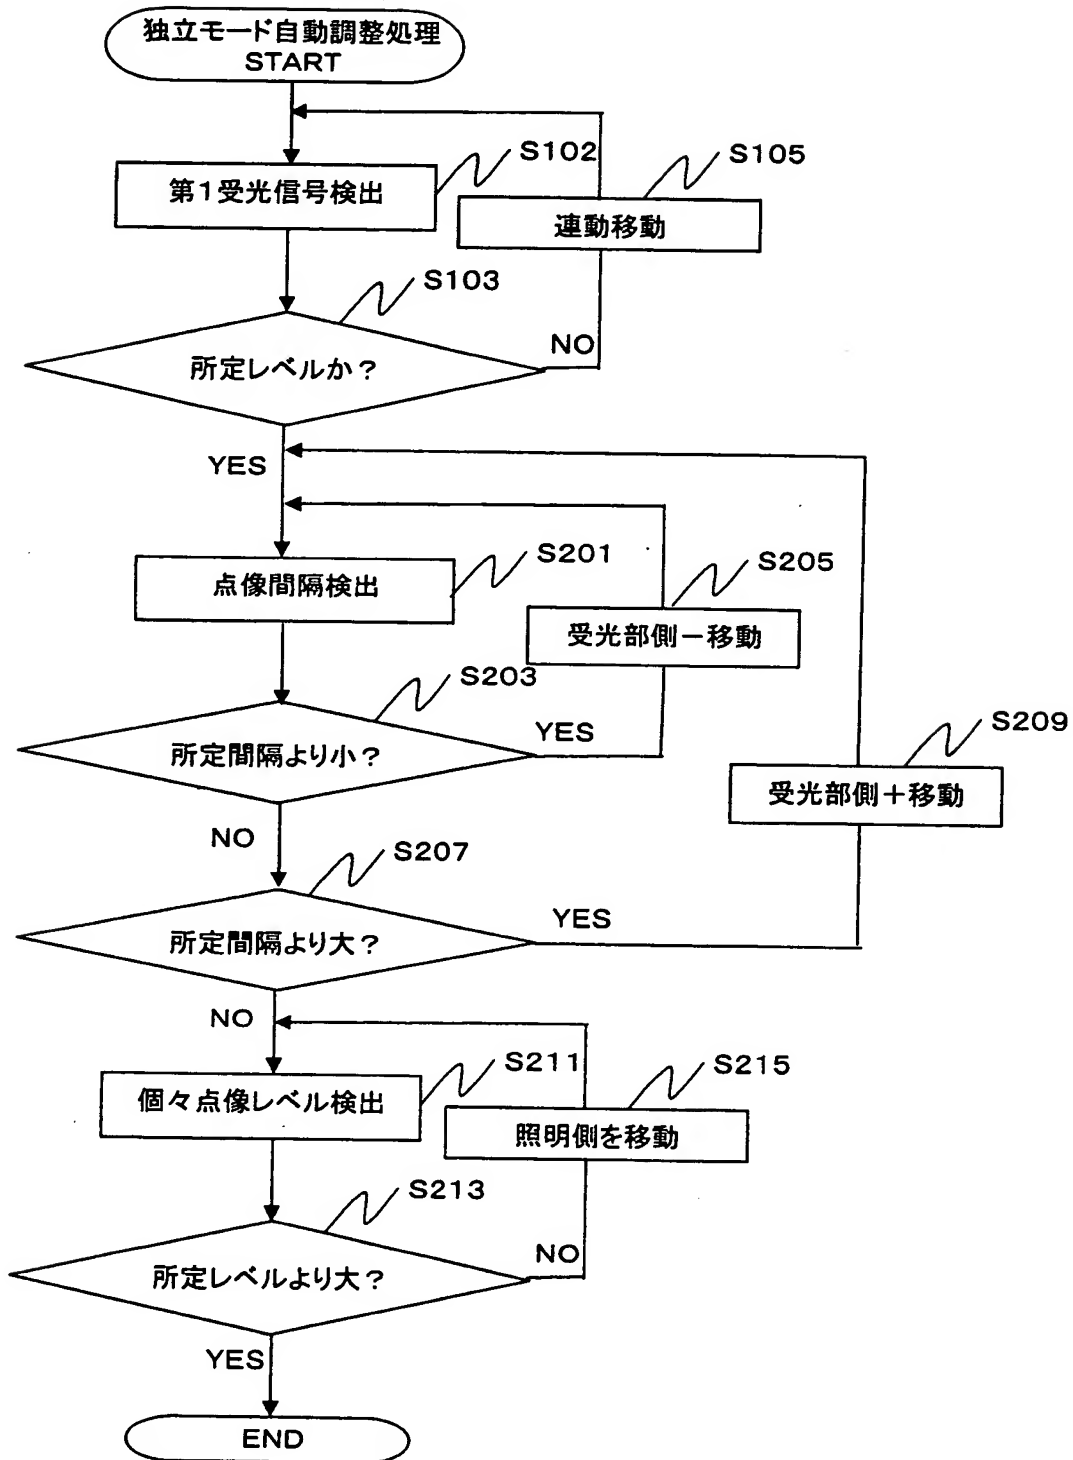 独立モード自動調整処理
START
S102
S105
第1受光信号検出
連動移動
S103
NO
所定レベルか？
YES
S201
S205
点像間隔検出
受光部側－移動
S203
YES
S209
所定間隔より小？
受光部側＋移動
NO
S207
YES
所定間隔より大？
NO
S211
S215
個々点像レベル検出
照明側を移動
S213
NO
所定レベルより大？
YES
END